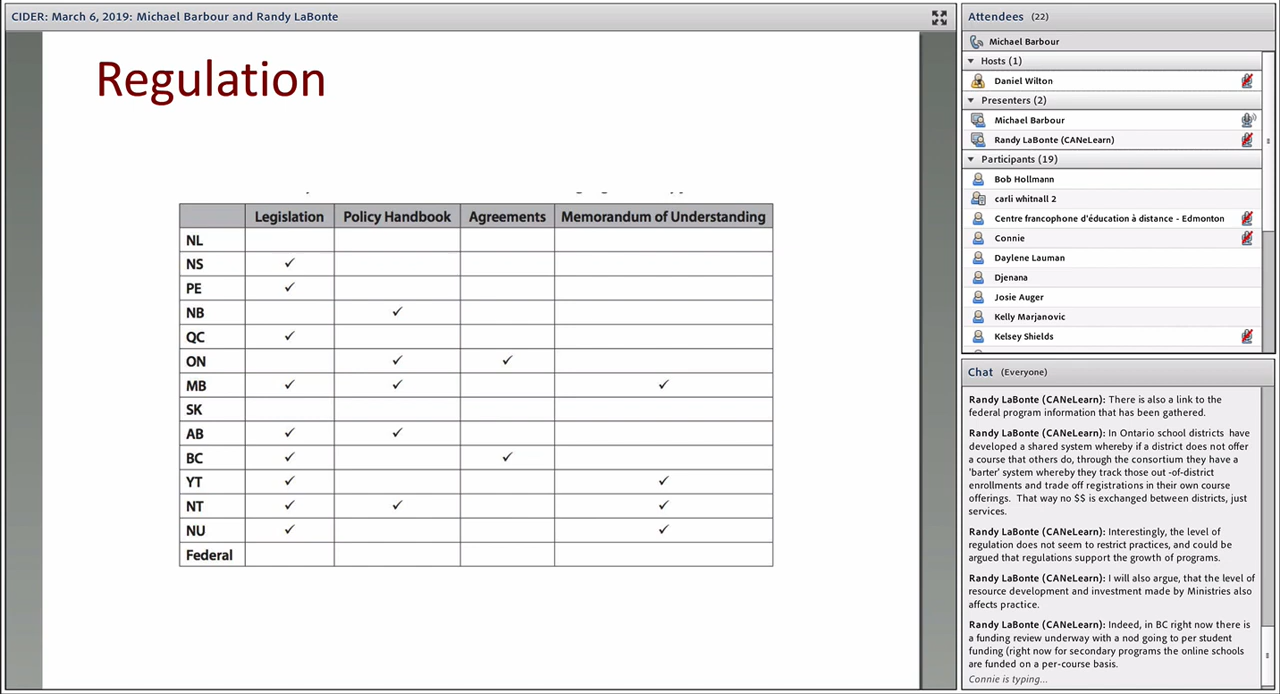 CIDER: March 6, 2019: Michael Barbour and Randy LaBonte
Regulation
Legislation Policy Handbook Agreements Memorandum of Understanding
NL
NS ✓
PE ✓
NB ✓
QC ✓
ON ✓ ✓
MB ✓ ✓ ✓
SK
AB ✓ ✓
BC ✓ ✓
YT ✓ ✓
NT ✓ ✓ ✓
NU ✓ ✓
Federal
Attendees (22)
Michael Barbour
Hosts (1)
Daniel Wilton
Presenters (2)
Michael Barbour
Randy LaBonte (CANeLearn)
Participants (19)
Bob Hollmann
carli whitnall 2
Centre francophone d'éducation à distance - Edmonton
Connie
Daylene Lauman
Djenana
Josie Auger
Kelly Marjanovic
Kelsey Shields
Chat (Everyone)
Randy LaBonte (CANeLearn): There is also a link to the
federal program information that has been gathered.
Randy LaBonte (CANeLearn): In Ontario school districts have
developed a shared system whereby if a district does not offer
a course that others do, through the consortium they have a
'barter' system whereby they track those out -of-district
enrollments and trade off registrations in their own course
offerings. That way no $$ is exchanged between districts, just
services.
Randy LaBonte (CANeLearn): Interestingly, the level of
regulation does not seem to restrict practices, and could be
argued that regulations support the growth of programs.
Randy LaBonte (CANeLearn): I will also argue, that the level of
resource development and investment made by Ministries also
affects practice.
Randy LaBonte (CANeLearn): Indeed, in BC right now there is
a funding review underway with a nod going to per student
funding (right now for secondary programs the online schools
are funded on a per-course basis.
Connie is typing...